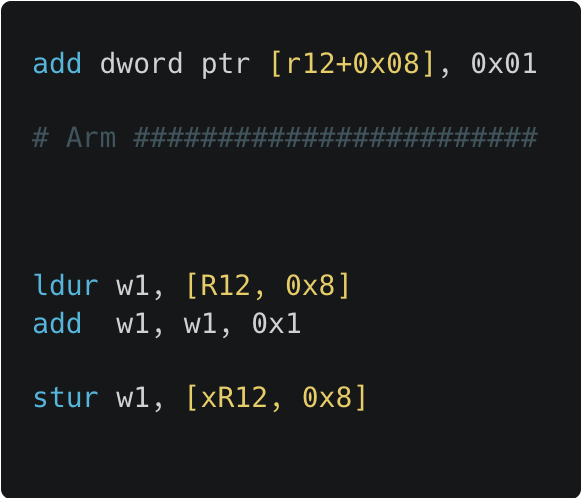 add dword ptr [r12+0x08], 0x01
# Arm ########################
ldur w1, [R12, 0x8]
add  w1, w1, 0x1
stur w1, [xR12, 0x8]